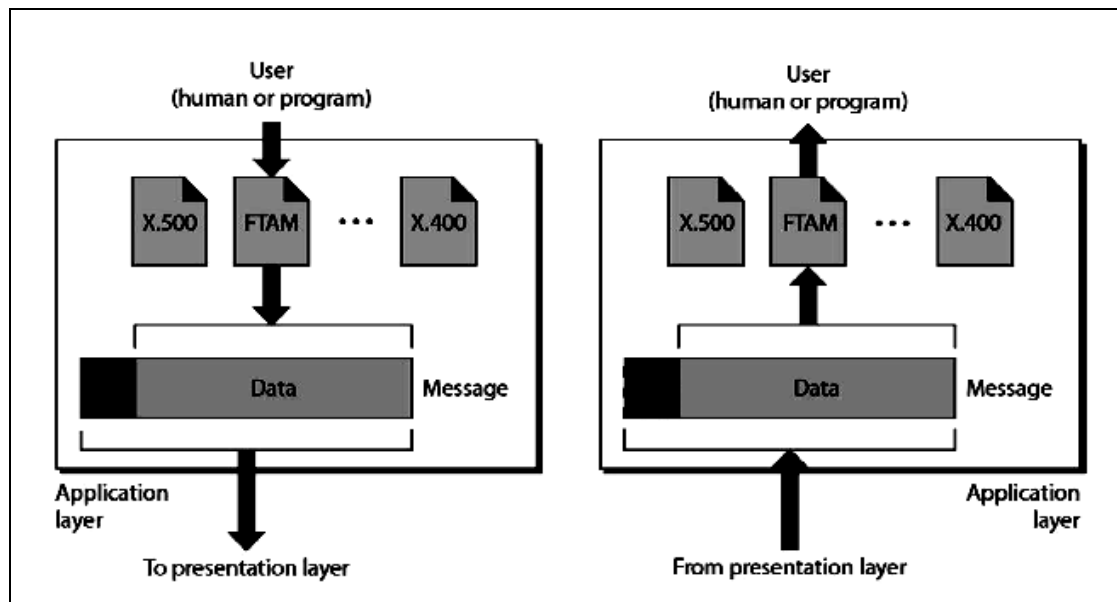 User
(human or program)
X.500
FTAM
...
X.400
Data
Message
Application
layer
To presentation layer
User
(human or program)
X.500
FTAM
...
X.400
Data
Message
Application
layer
From presentation layer